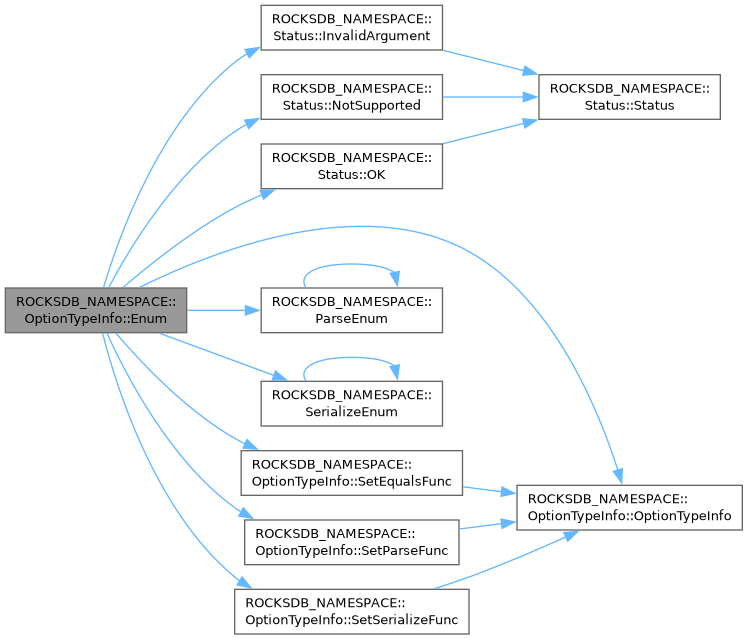 ROCKSDB_NAMESPACE::
Status::InvalidArgument
ROCKSDB_NAMESPACE::
Status::NotSupported
ROCKSDB_NAMESPACE::
Status::Status
ROCKSDB_NAMESPACE::
Status::OK
ROCKSDB_NAMESPACE::
OptionTypeInfo::Enum
ROCKSDB_NAMESPACE::
ParseEnum
ROCKSDB_NAMESPACE::
SerializeEnum
ROCKSDB_NAMESPACE::
OptionTypeInfo::SetEqualsFunc
ROCKSDB_NAMESPACE::
OptionTypeInfo::OptionTypeInfo
ROCKSDB_NAMESPACE::
OptionTypeInfo::SetParseFunc
ROCKSDB_NAMESPACE::
OptionTypeInfo::SetSerializeFunc